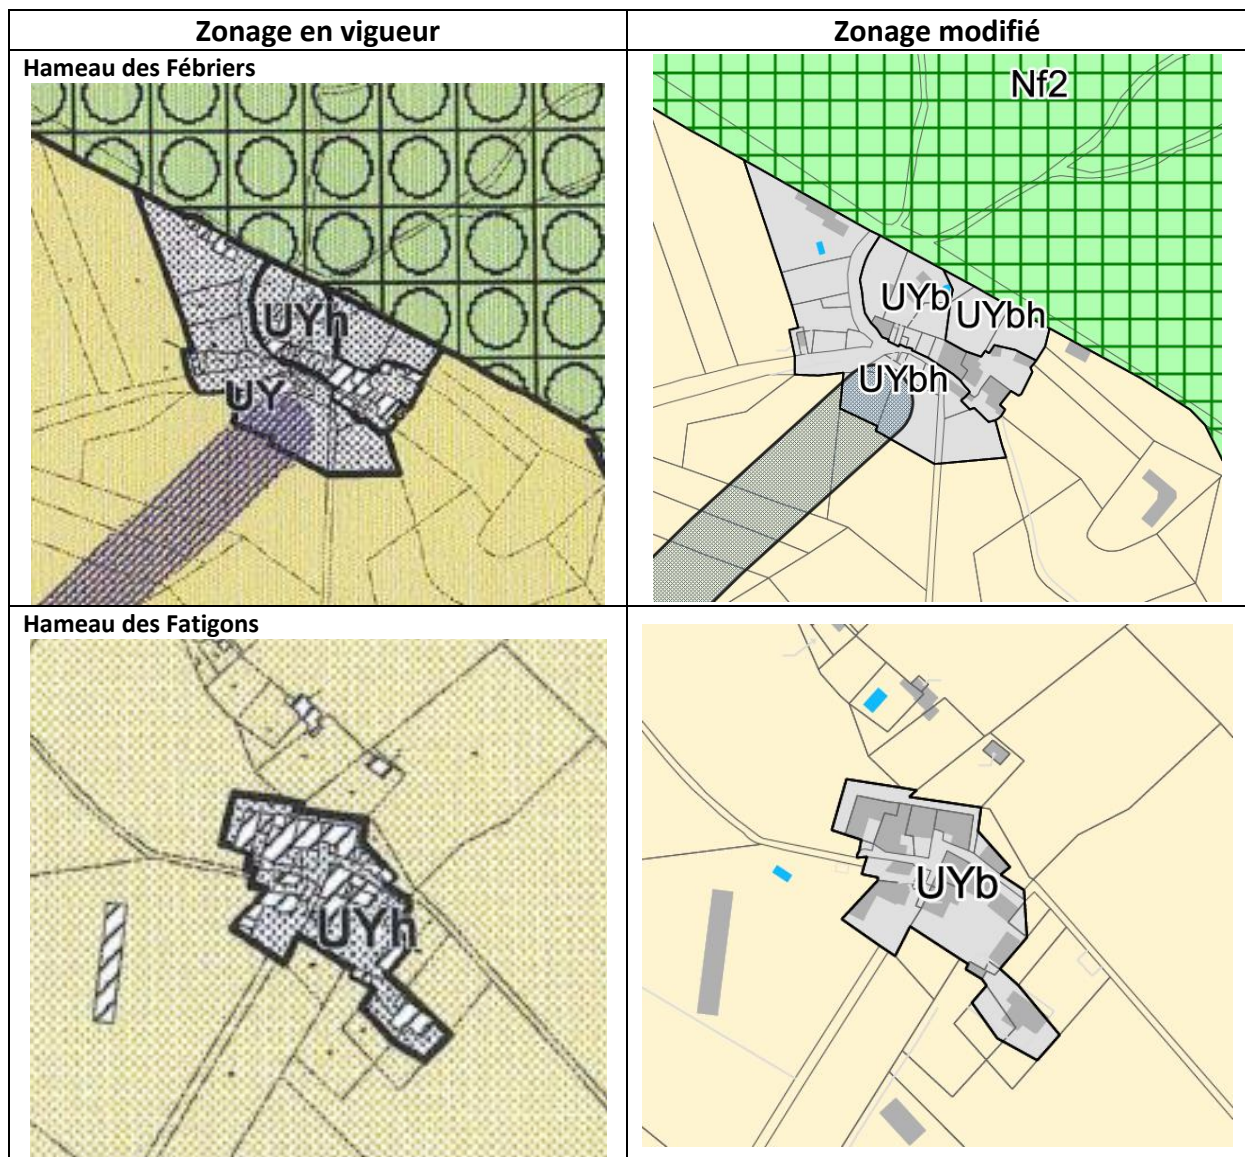 Zonage en vigueur
Zonage modifié
Hameau des Fébriers
UYh
UY
Nf2
UYb
UYbh
UYbh
Hameau des Fatigons
UYh
UYb